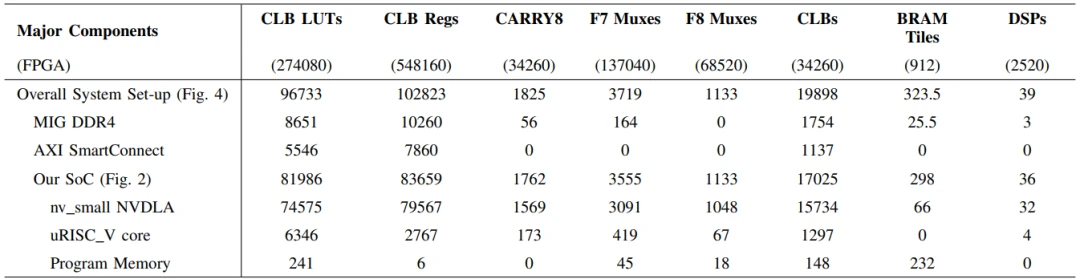 Major Components CLB LUTs CLB Regs CARRY8 F7 Muxes F8 Muxes CLBs BRAM Tiles DSPs
(FPGA) (274080) (548160) (34260) (137040) (68520) (34260) (912) (2520)
Overall System Set-up (Fig. 4) 96733 102823 1825 3719 1133 19898 323.5 39
MIG DDR4 8651 10260 56 164 0 1754 25.5 3
AXI SmartConnect 5546 7860 0 0 0 1137 0 0
Our SoC (Fig. 2) 81986 83659 1762 3555 1133 17025 298 36
nv_small NVDLA 74575 79567 1569 3091 1048 15734 66 32
uRISC_V core 6346 2767 173 419 67 1297 0 4
Program Memory 241 6 0 45 18 148 232 0